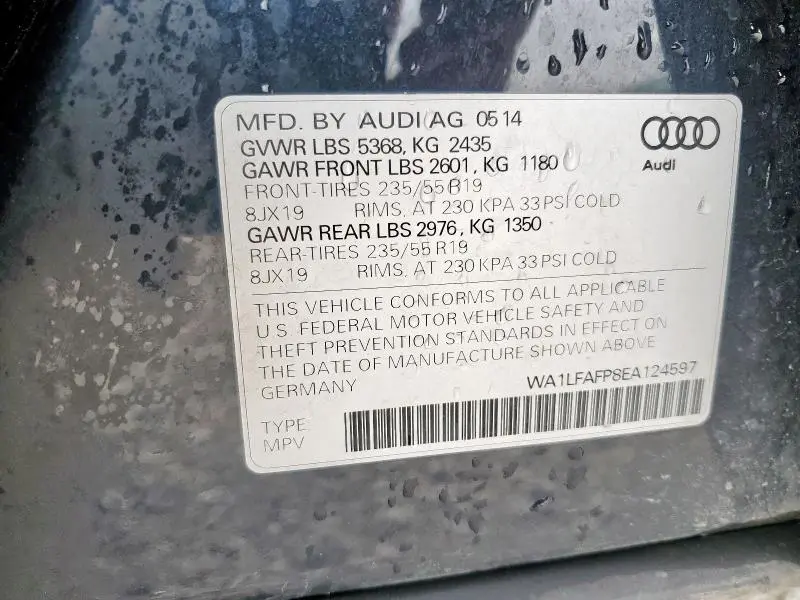 MFD. BY AUDI AG 05 14
GVWR LBS 5368, KG 2435
GAWR FRONT LBS 2601, KG 1180
FRONT-TIRES 235/55 R19
8JX19 RIMS, AT 230 KPA 33 PSI COLD
GAWR REAR LBS 2976, KG 1350
REAR-TIRES 235/55 R19
8JX19 RIMS, AT 230 KPA 33 PSI COLD
Audi
THIS VEHICLE CONFORMS TO ALL APPLICABLE
U.S. FEDERAL MOTOR VEHICLE SAFETY AND
THEFT PREVENTION STANDARDS IN EFFECT ON
THE DATE OF MANUFACTURE SHOWN ABOVE
GERMANY WA1LFAFP8EA124597
TYPE
MPV